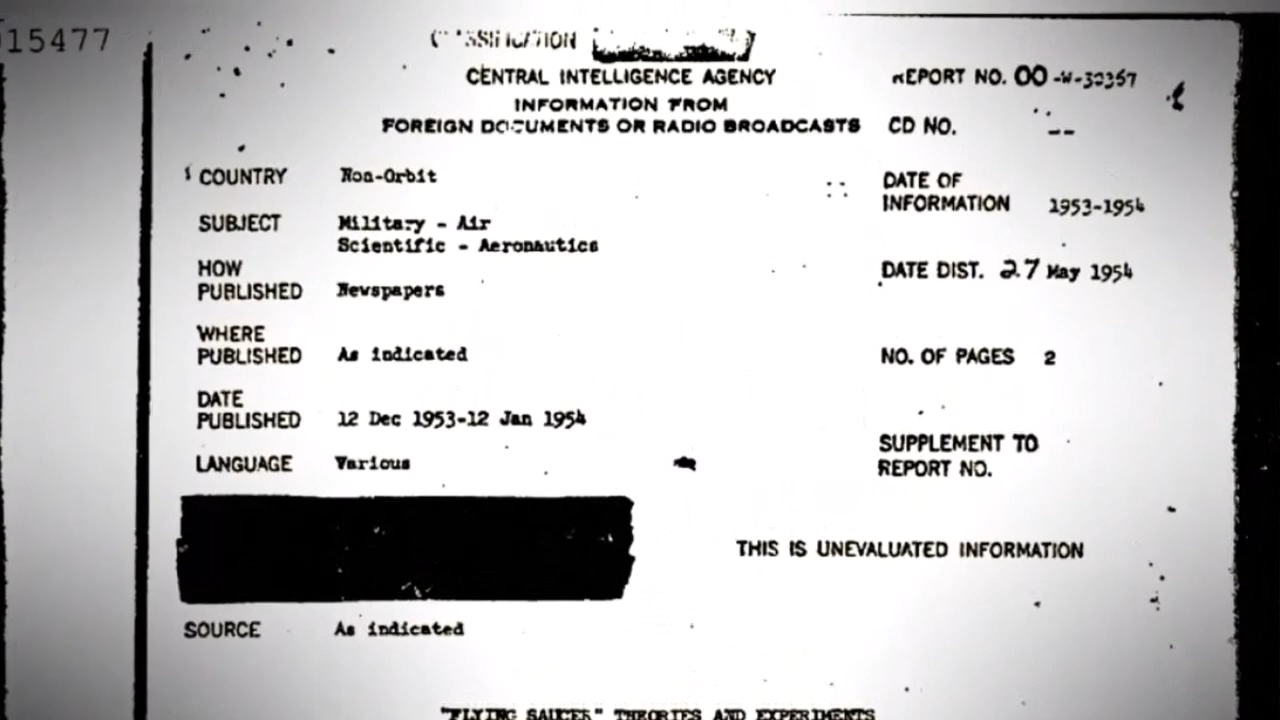 15477
CLASSIFICATION
CENTRAL INTELLIGENCE AGENCY
REPORT NO. 00-W-30357
INFORMATION FROM
FOREIGN DOCUMENTS OR RADIO BROADCASTS
CD NO. --
COUNTRY Non-Orbit
DATE OF
INFORMATION 1953-1954
SUBJECT Military - Air
Scientific - Aeronautics
HOW
PUBLISHED Newspapers
DATE DIST. 27 May 1954
WHERE
PUBLISHED As indicated
NO. OF PAGES 2
DATE
PUBLISHED 12 Dec 1953-12 Jan 1954
SUPPLEMENT TO
REPORT NO.
LANGUAGE Various
THIS IS UNEVALUATED INFORMATION
SOURCE As indicated
"FLYING SAUCER" THEORIES AND EXPERIMENTS